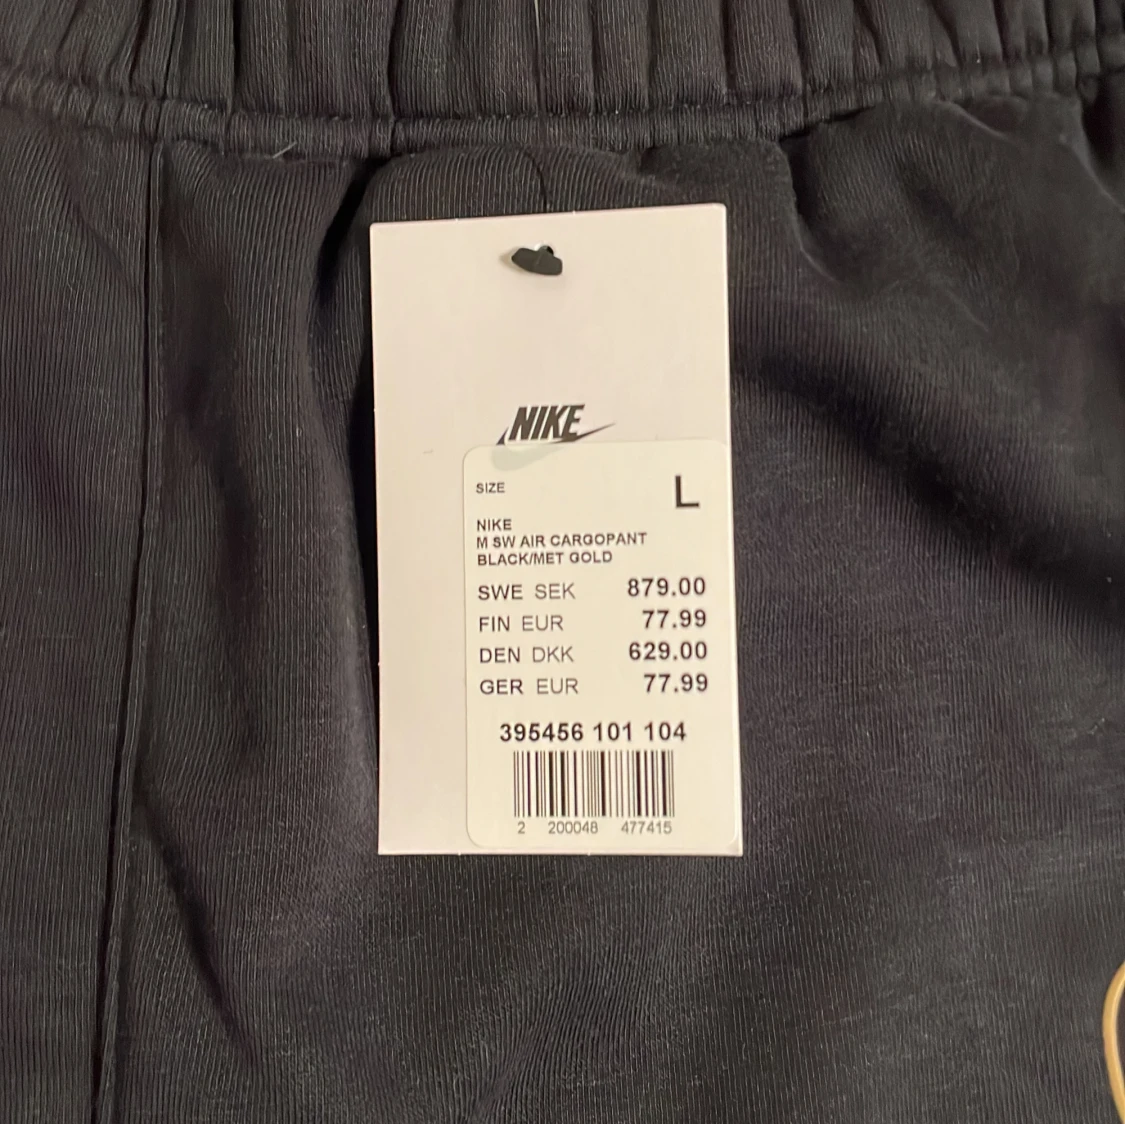 NIKE
SIZE L
NIKE
M SW AIR CARGOPANT
BLACK/MET GOLD
SWE SEK 879.00
FIN EUR 77.99
DEN DKK 629.00
GER EUR 77.99
395456 101 104
2 200048 477415